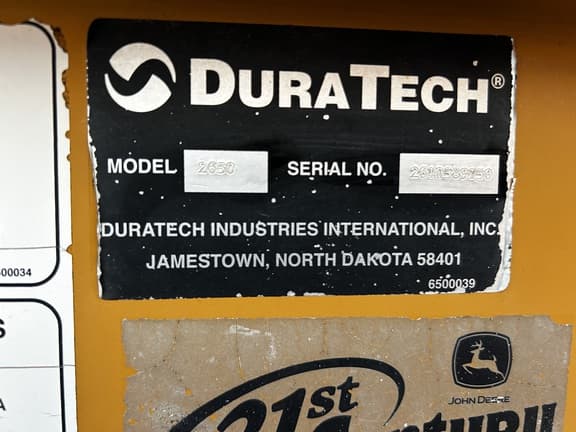 DURATECH®
MODEL 2650 SERIAL NO.
DURATECH INDUSTRIES INTERNATIONAL, INC.
JAMESTOWN, NORTH DAKOTA 58401
6500039
500034
S
A
21st
JOHN DEERE